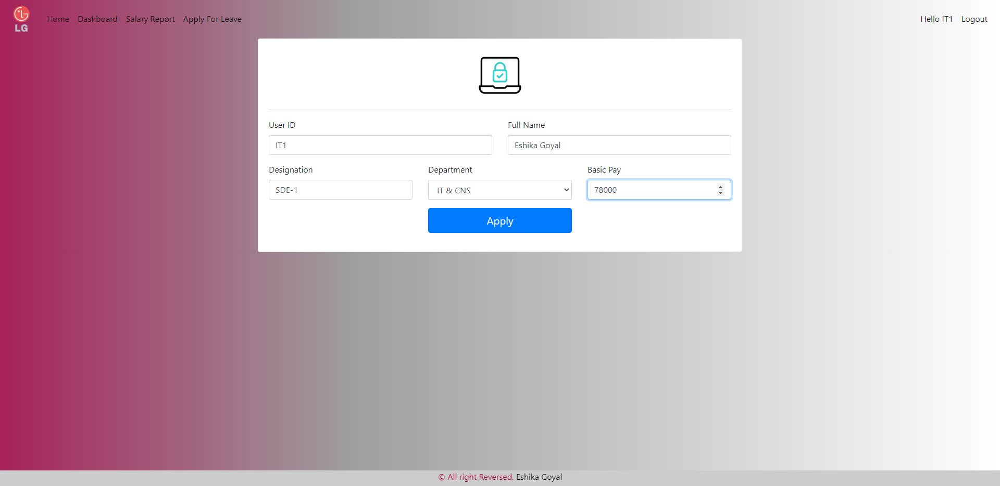 LG
Home Dashboard Salary Report Apply For Leave Hello IT1 Logout
User ID Full Name
IT1 Eshika Goyal
Designation Department Basic Pay
SDE-1 IT & CNS 78000
Apply
© All right Reversed. Eshika Goyal